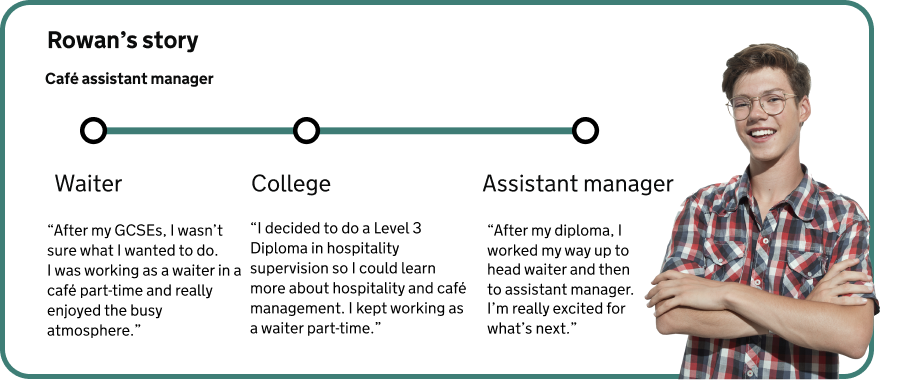 Rowan’s story
Café assistant manager
Waiter
“After my GCSEs, I wasn’t
sure what I wanted to do.
I was working as a waiter in a
café part-time and really
enjoyed the busy
atmosphere.”
College
“I decided to do a Level 3
Diploma in hospitality
supervision so I could learn
more about hospitality and café
management. I kept working as
a waiter part-time.”
Assistant manager
“After my diploma, I
worked my way up to
head waiter and then
to assistant manager.
I’m really excited for
what’s next.”